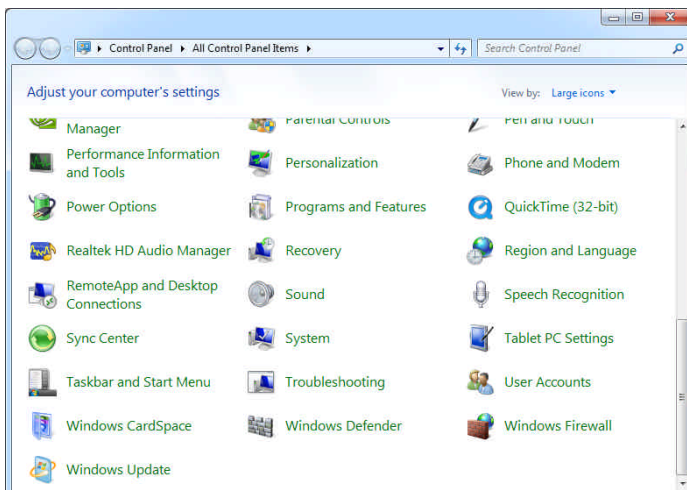 Control Panel All Control Panel Items
Search Control Panel
Adjust your computer's settings
View by: Large icons
Manager
Parental Controls
Pen and Touch
Performance Information
and Tools
Personalization
Phone and Modem
Power Options
Programs and Features
QuickTime (32-bit)
Realtek HD Audio Manager
Recovery
Region and Language
RemoteApp and Desktop
Connections
Sound
Speech Recognition
Sync Center
System
Tablet PC Settings
Taskbar and Start Menu
Troubleshooting
User Accounts
Windows CardSpace
Windows Defender
Windows Firewall
Windows Update